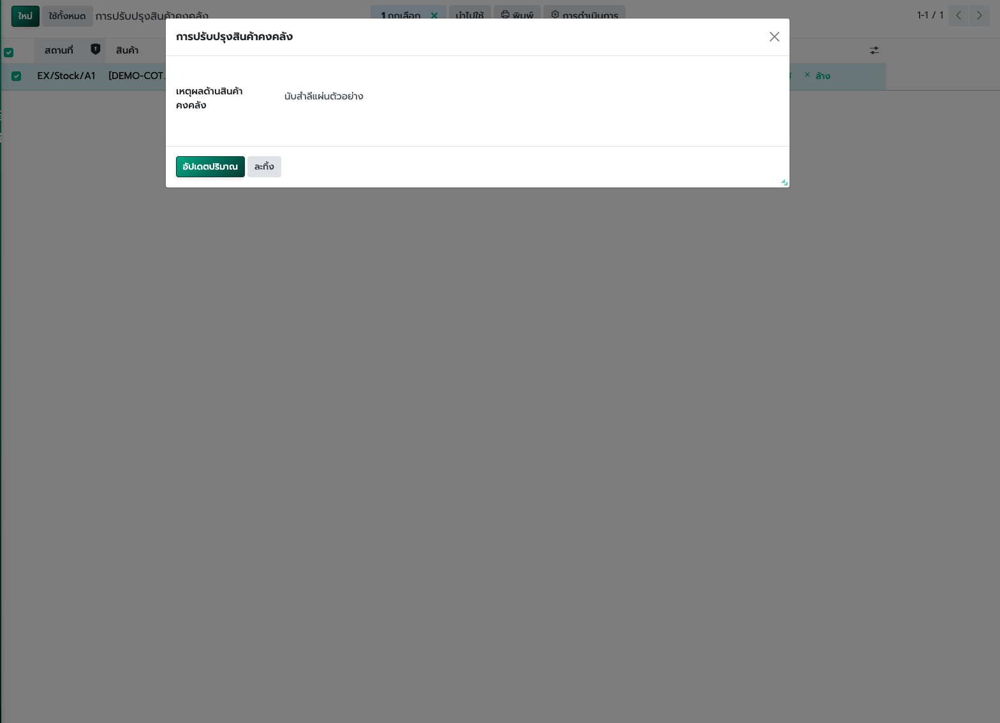 ใหม่ ใช้ทั้งหมด การปรับปรุงสินค้าคงคลัง 1 ถูกเลือก นำไปใช้ พิมพ์ การดำเนินการ 1-1 / 1
การปรับปรุงสินค้าคงคลัง
สถานที่ สินค้า
EX/Stock/A1 [DEMO-COT. ล้าง
เหตุผลด้านสินค้า
คงคลัง
นับสำลีแผ่นตัวอย่าง
อัปเดตปริมาณ ละทิ้ง